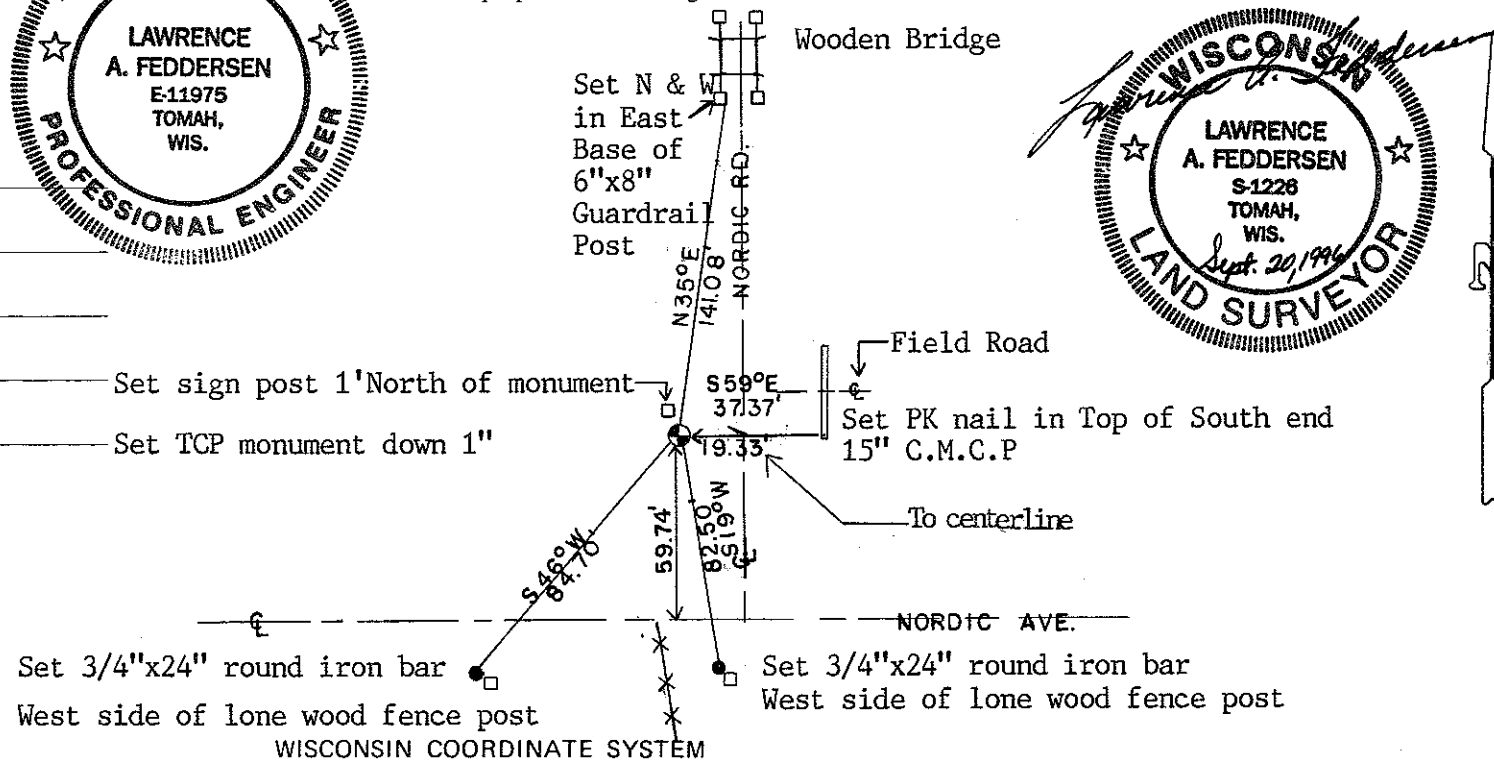 LAWRENCE
A. FEDDERSEN
E-11975
TOMAH,
WIS.
PROFESSIONAL ENGINEER
Wooden Bridge
Set N & W
in East
Base of
6"x8"
Guardrail
Post
NORDIC RD.
N35°E
141.08'
WISCONSIN
Lawrence A. Feddersen
LAWRENCE
A. FEDDERSEN
S-1226
TOMAH,
WIS.
Sept. 20, 1996
LAND SURVEYOR
Field Road
Set sign post 1'North of monument
S59°E
37.37'
Set PK nail in Top of South end
15" C.M.C.P
Set TCP monument down 1"
19.33'
To centerline
59.74'
82.50'
S19°W
S46°W
84.70'
NORDIC AVE.
Set 3/4"x24" round iron bar
West side of lone wood fence post
Set 3/4"x24" round iron bar
West side of lone wood fence post
WISCONSIN COORDINATE SYSTEM